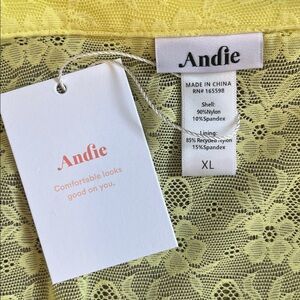 Andie
MADE IN CHINA
RN# 165598
Shell:
90%Nylon
10%Spandex
Lining:
85% Recycled Nylon
15%Spandex
XL
Andie
Comfortable looks
good on you.